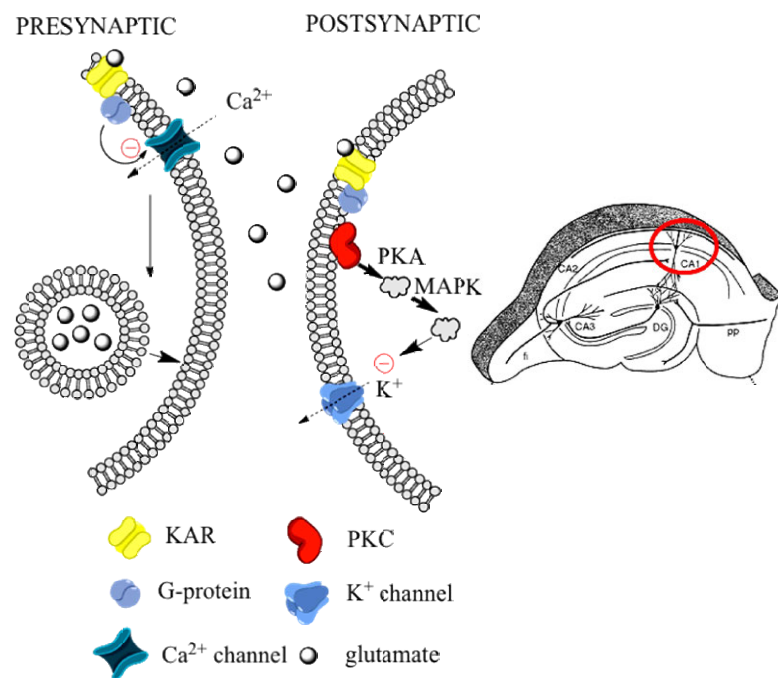 PRESYNAPTIC
POSTSYNAPTIC
Ca²⁺
PKA
MAPK
K⁺
CA2
CA1
CA3
DG
PP
fi
KAR
PKC
G-protein
K⁺ channel
Ca²⁺ channel
glutamate